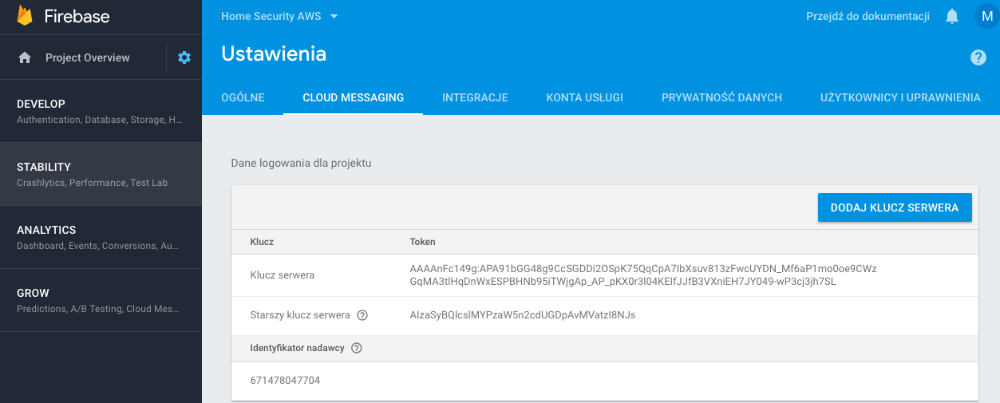 Firebase
Home Security AWS
Przejdź do dokumentacji
M
Project Overview
Ustawienia
?
OGÓLNE
CLOUD MESSAGING
INTEGRACJE
KONTA USŁUGI
PRYWATNOŚĆ DANYCH
UŻYTKOWNICY I UPRAWNIENIA
DEVELOP
Authentication, Database, Storage, H...
STABILITY
Crashlytics, Performance, Test Lab
ANALYTICS
Dashboard, Events, Conversions, Au...
GROW
Predictions, A/B Testing, Cloud Mes...
Dane logowania dla projektu
DODAJ KLUCZ SERWERA
Klucz Token
Klucz serwera AAAAnFc149g:APA91bGG48g9CcSGDDi2OSpK75QqCpA7lbXsuv813zFwcUYDN_Mf6aP1mo0oe9CWz
GqMA3tlHqDnWxESPBHNb95iTWjgAp_AP_pKX0r3l04KEIfJJfB3VXniEH7JY049-wP3cj3jh7SL
Starszy klucz serwera ? AIzaSyBQlcslMYPzaW5n2cdUGDpAvMVatzI8NJs
Identyfikator nadawcy ?
671478047704